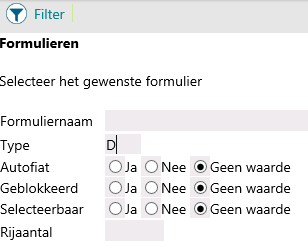 Filter
Formulieren
Selecteer het gewenste formulier
Formuliernaam
Type D
Autofiat Ja Nee Geen waarde
Geblokkeerd Ja Nee Geen waarde
Selecteerbaar Ja Nee Geen waarde
Rijaantal